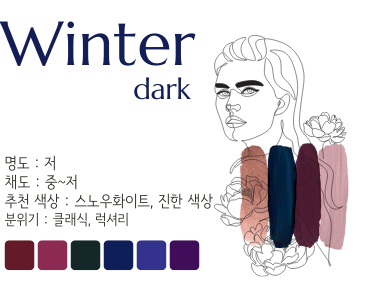 Winter
dark
명도 : 저
채도 : 중~저
추천 색상 : 스노우화이트, 진한 색상
분위기 : 클래식, 럭셔리